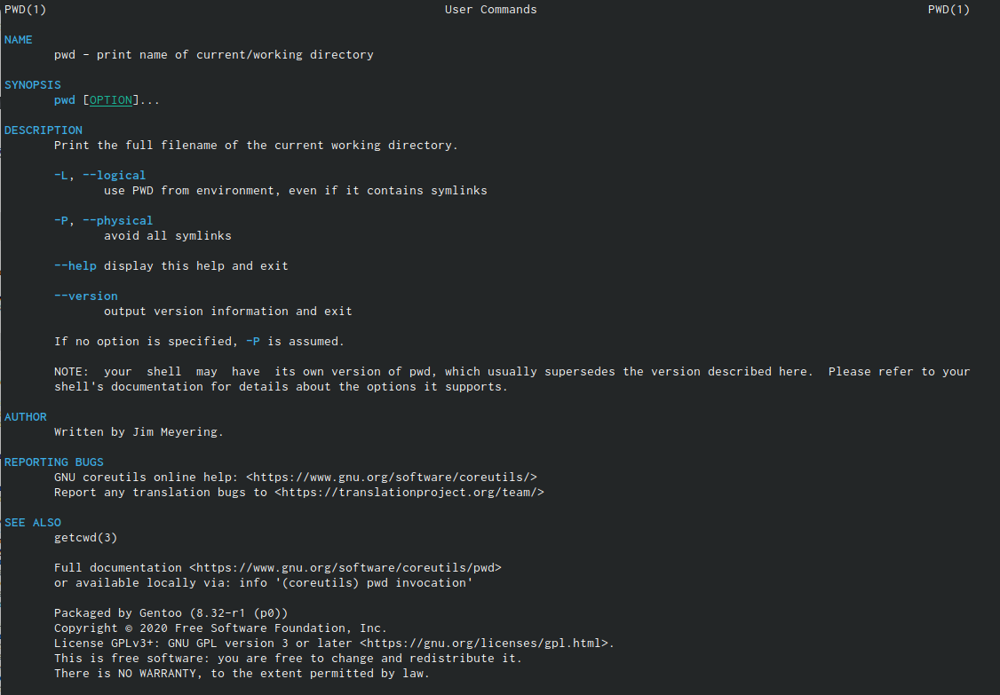 PWD(1) User Commands PWD(1)
NAME
pwd - print name of current/working directory
SYNOPSIS
pwd [OPTION]...
DESCRIPTION
Print the full filename of the current working directory.
-L, --logical
use PWD from environment, even if it contains symlinks
-P, --physical
avoid all symlinks
--help display this help and exit
--version
output version information and exit
If no option is specified, -P is assumed.
NOTE: your shell may have its own version of pwd, which usually supersedes the version described here. Please refer to your
shell's documentation for details about the options it supports.
AUTHOR
Written by Jim Meyering.
REPORTING BUGS
GNU coreutils online help: <https://www.gnu.org/software/coreutils/>
Report any translation bugs to <https://translationproject.org/team/>
SEE ALSO
getcwd(3)
Full documentation <https://www.gnu.org/software/coreutils/pwd>
or available locally via: info '(coreutils) pwd invocation'
Packaged by Gentoo (8.32-r1 (p0))
Copyright © 2020 Free Software Foundation, Inc.
License GPLv3+: GNU GPL version 3 or later <https://gnu.org/licenses/gpl.html>.
This is free software: you are free to change and redistribute it.
There is NO WARRANTY, to the extent permitted by law.